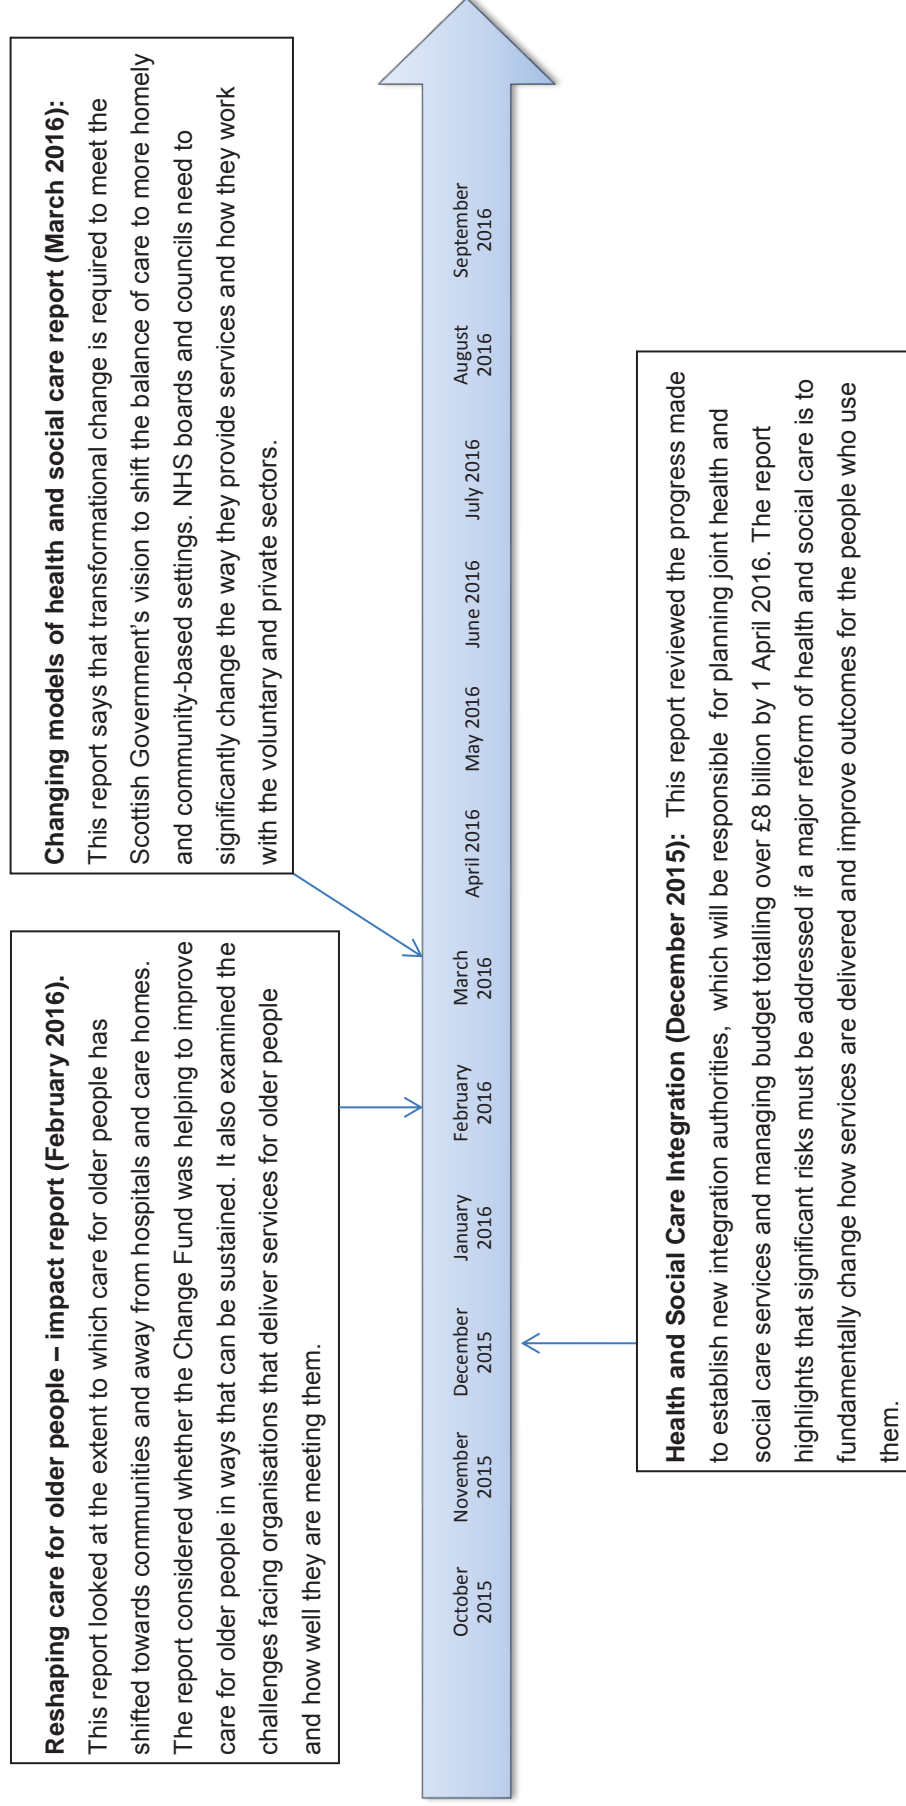 Reshaping care for older people – impact report (February 2016).
This report looked at the extent to which care for older people has
shifted towards communities and away from hospitals and care homes.
The report considered whether the Change Fund was helping to improve
care for older people in ways that can be sustained. It also examined the
challenges facing organisations that deliver services for older people
and how well they are meeting them.
Changing models of health and social care report (March 2016):
This report says that transformational change is required to meet the
Scottish Government’s vision to shift the balance of care to more homely
and community-based settings. NHS boards and councils need to
significantly change the way they provide services and how they work
with the voluntary and private sectors.
October
2015
November
2015
December
2015
January
2016
February
2016
March
2016
April 2016
May 2016
June 2016
July 2016
August
2016
September
2016
Health and Social Care Integration (December 2015): This report reviewed the progress made
to establish new integration authorities, which will be responsible for planning joint health and
social care services and managing budget totalling over £8 billion by 1 April 2016. The report
highlights that significant risks must be addressed if a major reform of health and social care is to
fundamentally change how services are delivered and improve outcomes for the people who use
them.